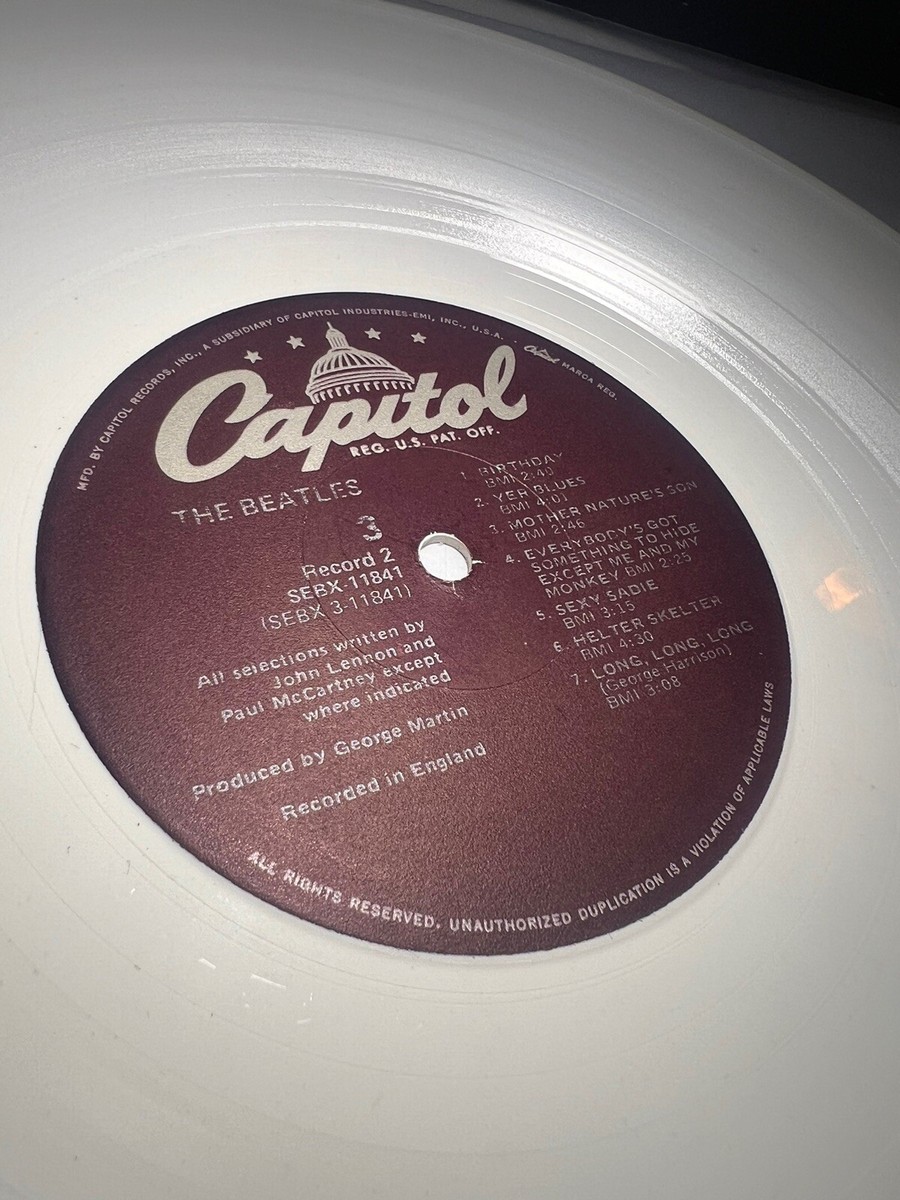 MFD. BY CAPITOL RECORDS, INC., A SUBSIDIARY OF CAPITOL INDUSTRIES-EMI, INC., U.S.A. · Capitol MARCA REG.
Capitol
REG. U.S. PAT. OFF.
THE BEATLES
3
Record 2
SEBX-11841
(SEBX 3-11841)
All selections written by
John Lennon and
Paul McCartney except
where indicated
Produced by George Martin
Recorded in England
1. BIRTHDAY
BMI 2:40
2. YER BLUES
BMI 4:01
3. MOTHER NATURE'S SON
BMI 2:46
4. EVERYBODY'S GOT
SOMETHING TO HIDE
EXCEPT ME AND MY
MONKEY BMI 2:25
5. SEXY SADIE
BMI 3:15
6. HELTER SKELTER
BMI 4:30
7. LONG, LONG, LONG
(George Harrison)
BMI 3:08
ALL RIGHTS RESERVED. UNAUTHORIZED DUPLICATION IS A VIOLATION OF APPLICABLE LAWS